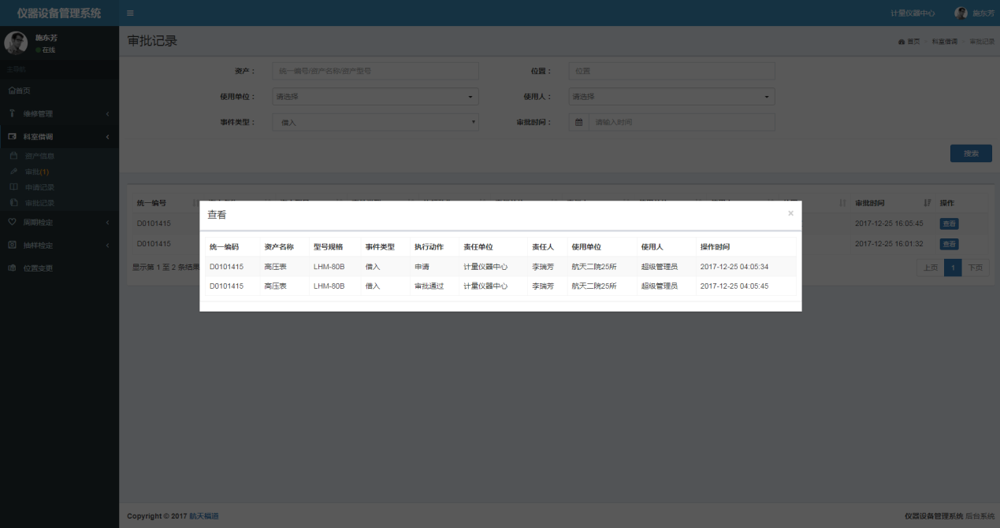 仪器设备管理系统
计量仪器中心 施东芳
施东芳
在线
主导航
首页
维修管理
科室借调
资产信息
审批(1)
申请记录
审批记录
周期检定
抽样检定
位置变更
审批记录
首页 科室借调 审批记录
资产： 统一编号/资产名称/资产型号 位置： 位置
使用单位： 请选择 使用人： 请选择
事件类型： 借入 审批时间： 请输入时间
搜索
统一编号 审批时间 操作
D0101415 2017-12-25 16:05:45 查看
D0101415 2017-12-25 16:01:32 查看
显示第 1 至 2 条结果
上页 1 下页
查看 ×
统一编码 资产名称 型号规格 事件类型 执行动作 责任单位 责任人 使用单位 使用人 操作时间
D0101415 高压表 LHM-80B 借入 申请 计量仪器中心 李瑞芳 航天二院25所 超级管理员 2017-12-25 04:05:34
D0101415 高压表 LHM-80B 借入 审批通过 计量仪器中心 李瑞芳 航天二院25所 超级管理员 2017-12-25 04:05:45
Copyright © 2017 航天福道
仪器设备管理系统 后台系统